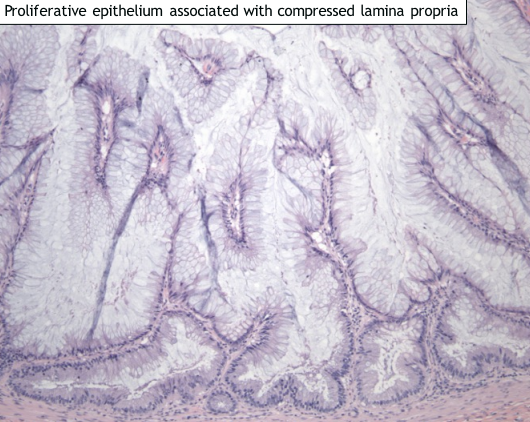 Proliferative epithelium associated with compressed lamina propria